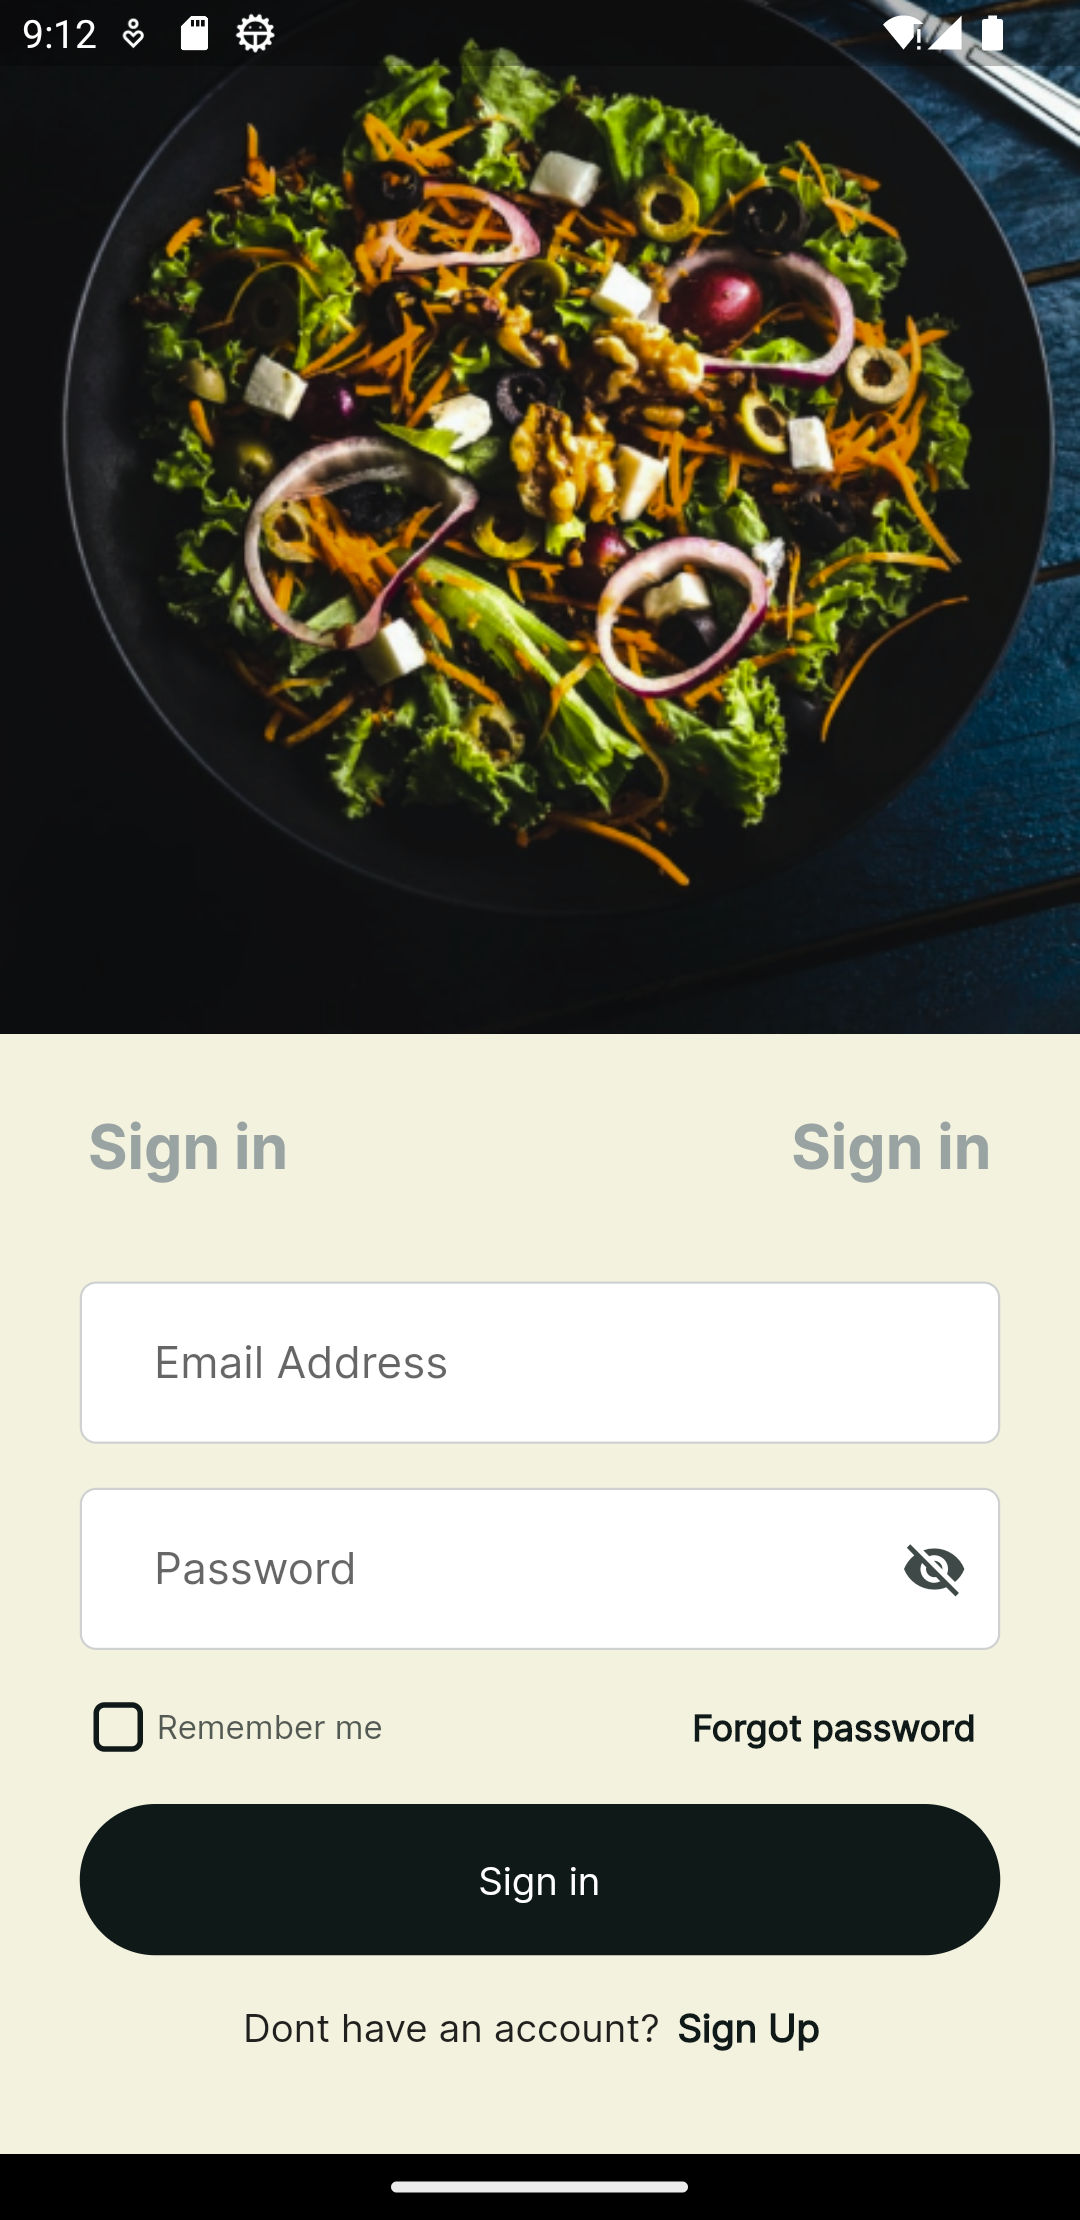 9:12
Sign in Sign in
Email Address
Password
Remember me Forgot password
Sign in
Dont have an account? Sign Up